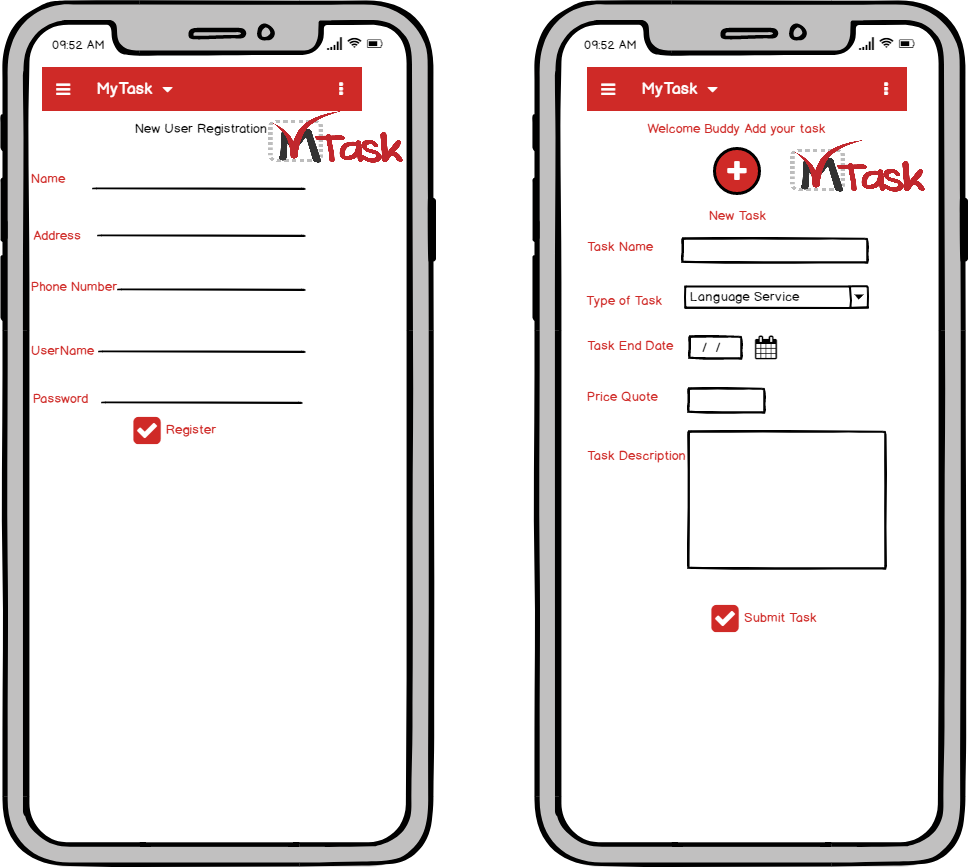 09:52 AM
MyTask
New User Registration
MTask
Name
Address
Phone Number
UserName
Password
Register
09:52 AM
MyTask
Welcome Buddy Add your task
MTask
New Task
Task Name
Type of Task Language Service
Task End Date / /
Price Quote
Task Description
Submit Task